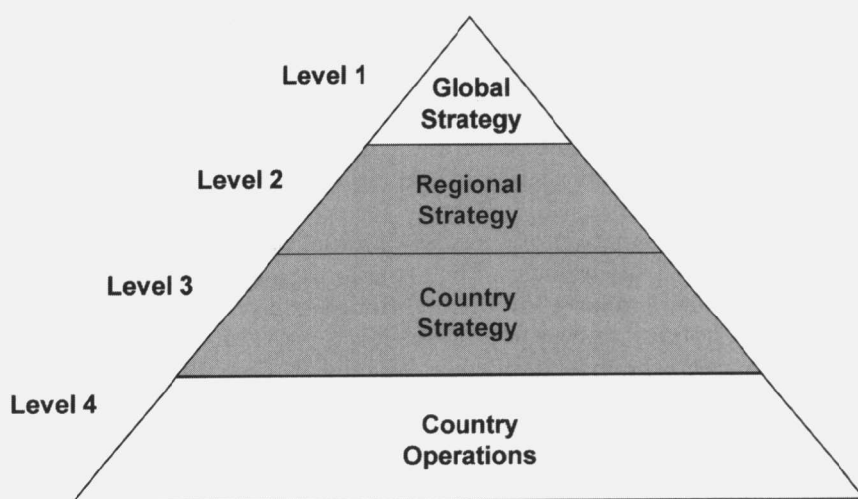 Level 1
Global
Strategy
Level 2
Regional
Strategy
Level 3
Country
Strategy
Level 4
Country
Operations